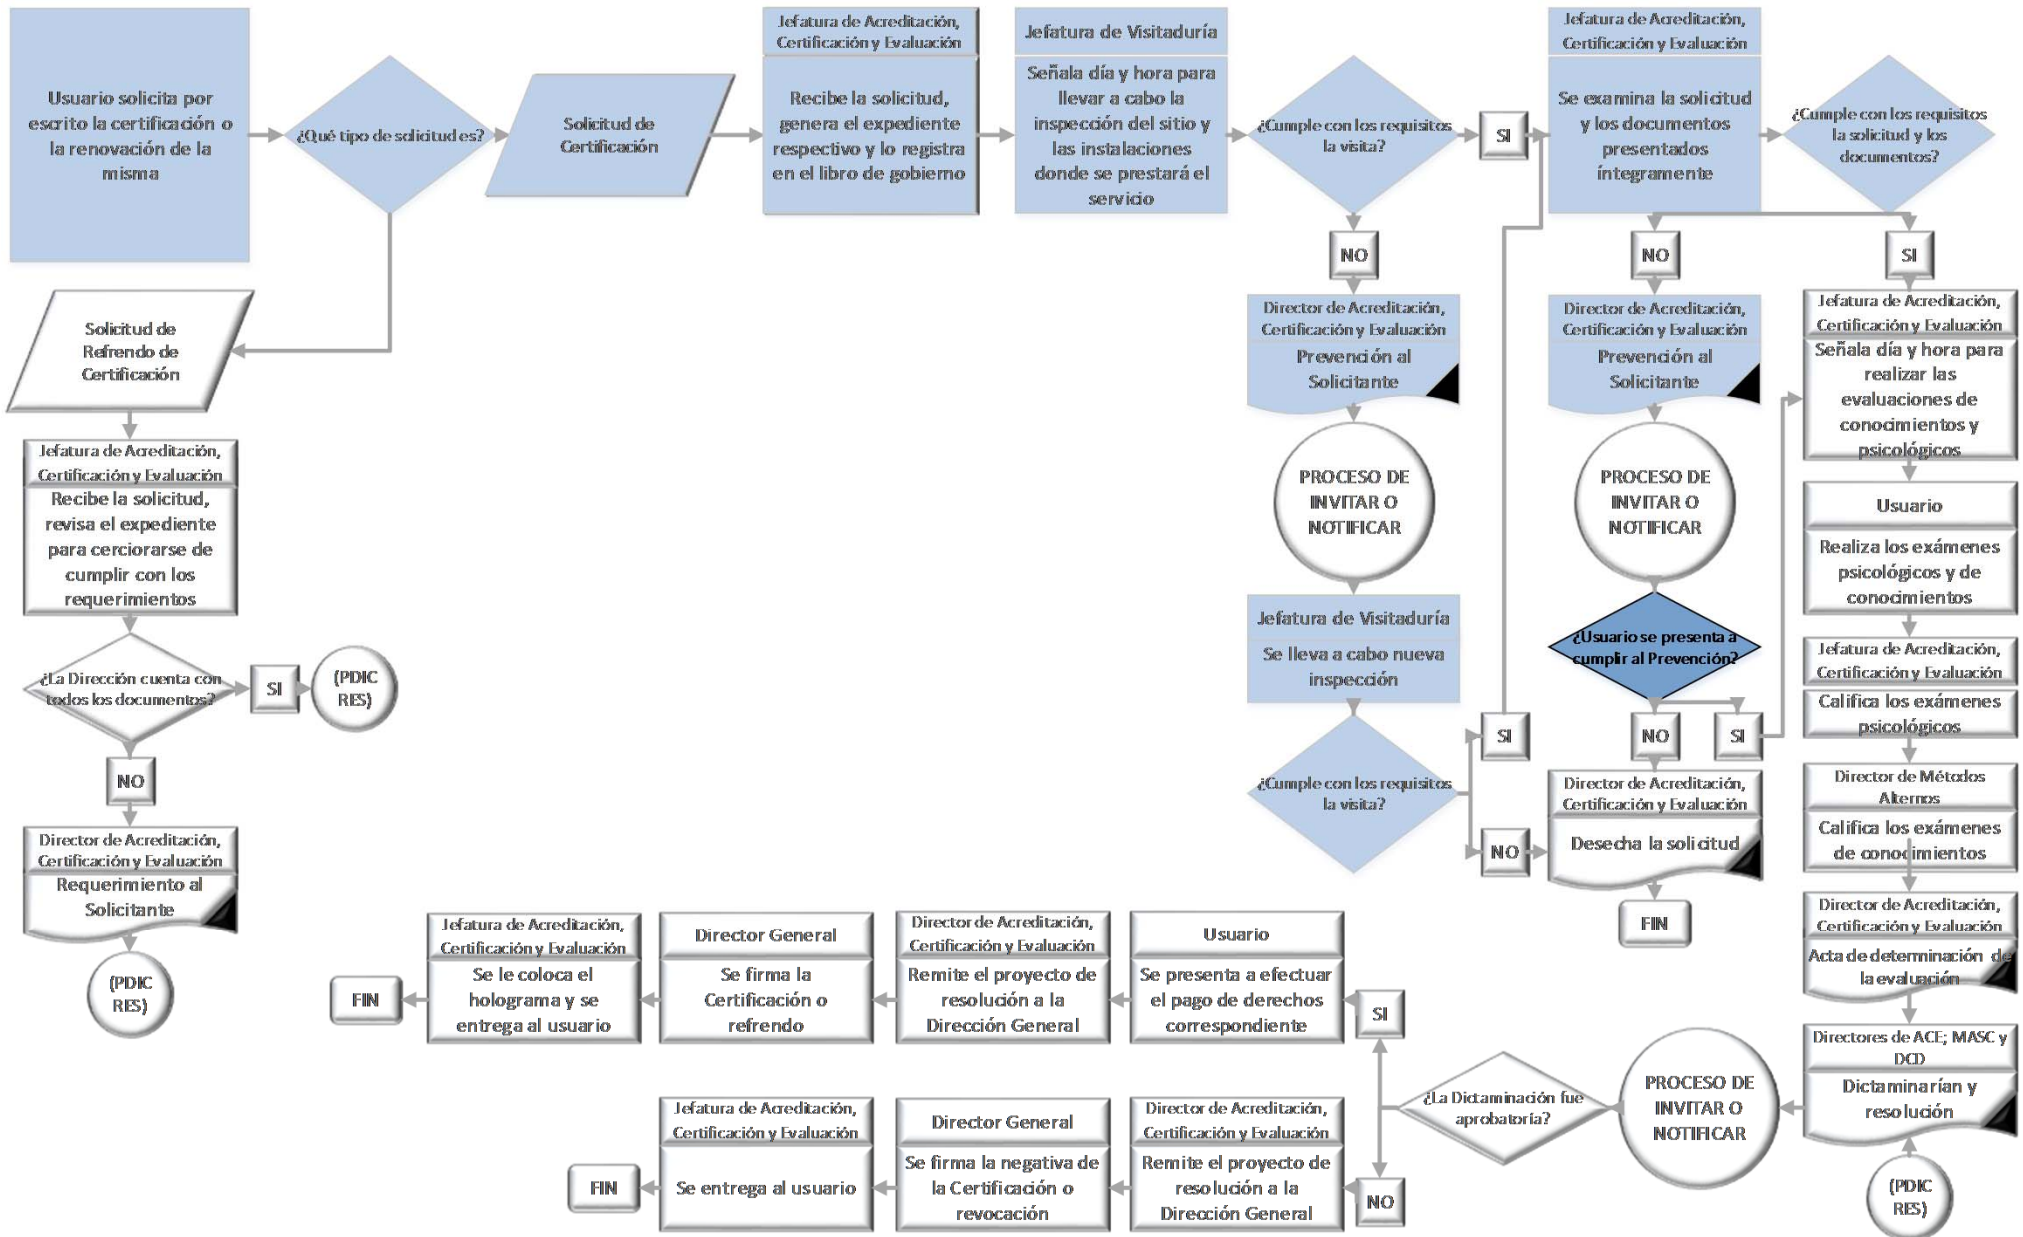 Usuario solicita por
escrito la certificación o
la renovación de la
misma
¿Qué tipo de solicitud es?
Solicitud de
Certificación
Jefatura de Acreditación,
Certificación y Evaluación
Recibe la solicitud,
genera el expediente
respectivo y lo registra
en el libro de gobierno
Jefatura de Visitaduría
Señala día y hora para
llevar a cabo la
inspección del sitio y
las instalaciones
donde se prestará el
servicio
¿Cumple con los requisitos
la visita?
SI
Jefatura de Acreditación,
Certificación y Evaluación
Se examina la solicitud
y los documentos
presentados
íntegramente
¿Cumple con los requisitos
la solicitud y los
documentos?
NO
NO
SI
Solicitud de
Refrendo de
Certificación
Jefatura de Acreditación,
Certificación y Evaluación
Recibe la solicitud,
revisa el expediente
para cerciorarse de
cumplir con los
requerimientos
¿La Dirección cuenta con
todos los documentos?
SI
(PDIC
RES)
NO
Director de Acreditación,
Certificación y Evaluación
Requerimiento al
Solicitante
(PDIC
RES)
Director de Acreditación,
Certificación y Evaluación
Prevención al
Solicitante
PROCESO DE
INVITAR O
NOTIFICAR
Jefatura de Visitaduría
Se lleva a cabo nueva
inspección
¿Cumple con los requisitos
la visita?
SI
NO
Director de Acreditación,
Certificación y Evaluación
Prevención al
Solicitante
PROCESO DE
INVITAR O
NOTIFICAR
¿Usuario se presenta a
cumplir al Prevención?
NO
SI
Director de Acreditación,
Certificación y Evaluación
Desecha la solicitud
FIN
Jefatura de Acreditación,
Certificación y Evaluación
Señala día y hora para
realizar las
evaluaciones de
conocimientos y
psicológicos
Usuario
Realiza los exámenes
psicológicos y de
conocimientos
Jefatura de Acreditación,
Certificación y Evaluación
Califica los exámenes
psicológicos
Director de Métodos
Alternos
Califica los exámenes
de conocimientos
Director de Acreditación,
Certificación y Evaluación
Acta de determinación de
la evaluación
Directores de ACE; MASC y
DCD
Dictaminarían y
resolución
(PDIC
RES)
PROCESO DE
INVITAR O
NOTIFICAR
¿La Dictaminación fue
aprobatoria?
SI
Usuario
Se presenta a efectuar
el pago de derechos
correspondiente
Director de Acreditación,
Certificación y Evaluación
Remite el proyecto de
resolución a la
Dirección General
Director General
Se firma la
Certificación o
refrendo
Jefatura de Acreditación,
Certificación y Evaluación
Se le coloca el
holograma y se
entrega al usuario
FIN
NO
Director de Acreditación,
Certificación y Evaluación
Remite el proyecto de
resolución a la
Dirección General
Director General
Se firma la negativa de
la Certificación o
revocación
Jefatura de Acreditación,
Certificación y Evaluación
Se entrega al usuario
FIN